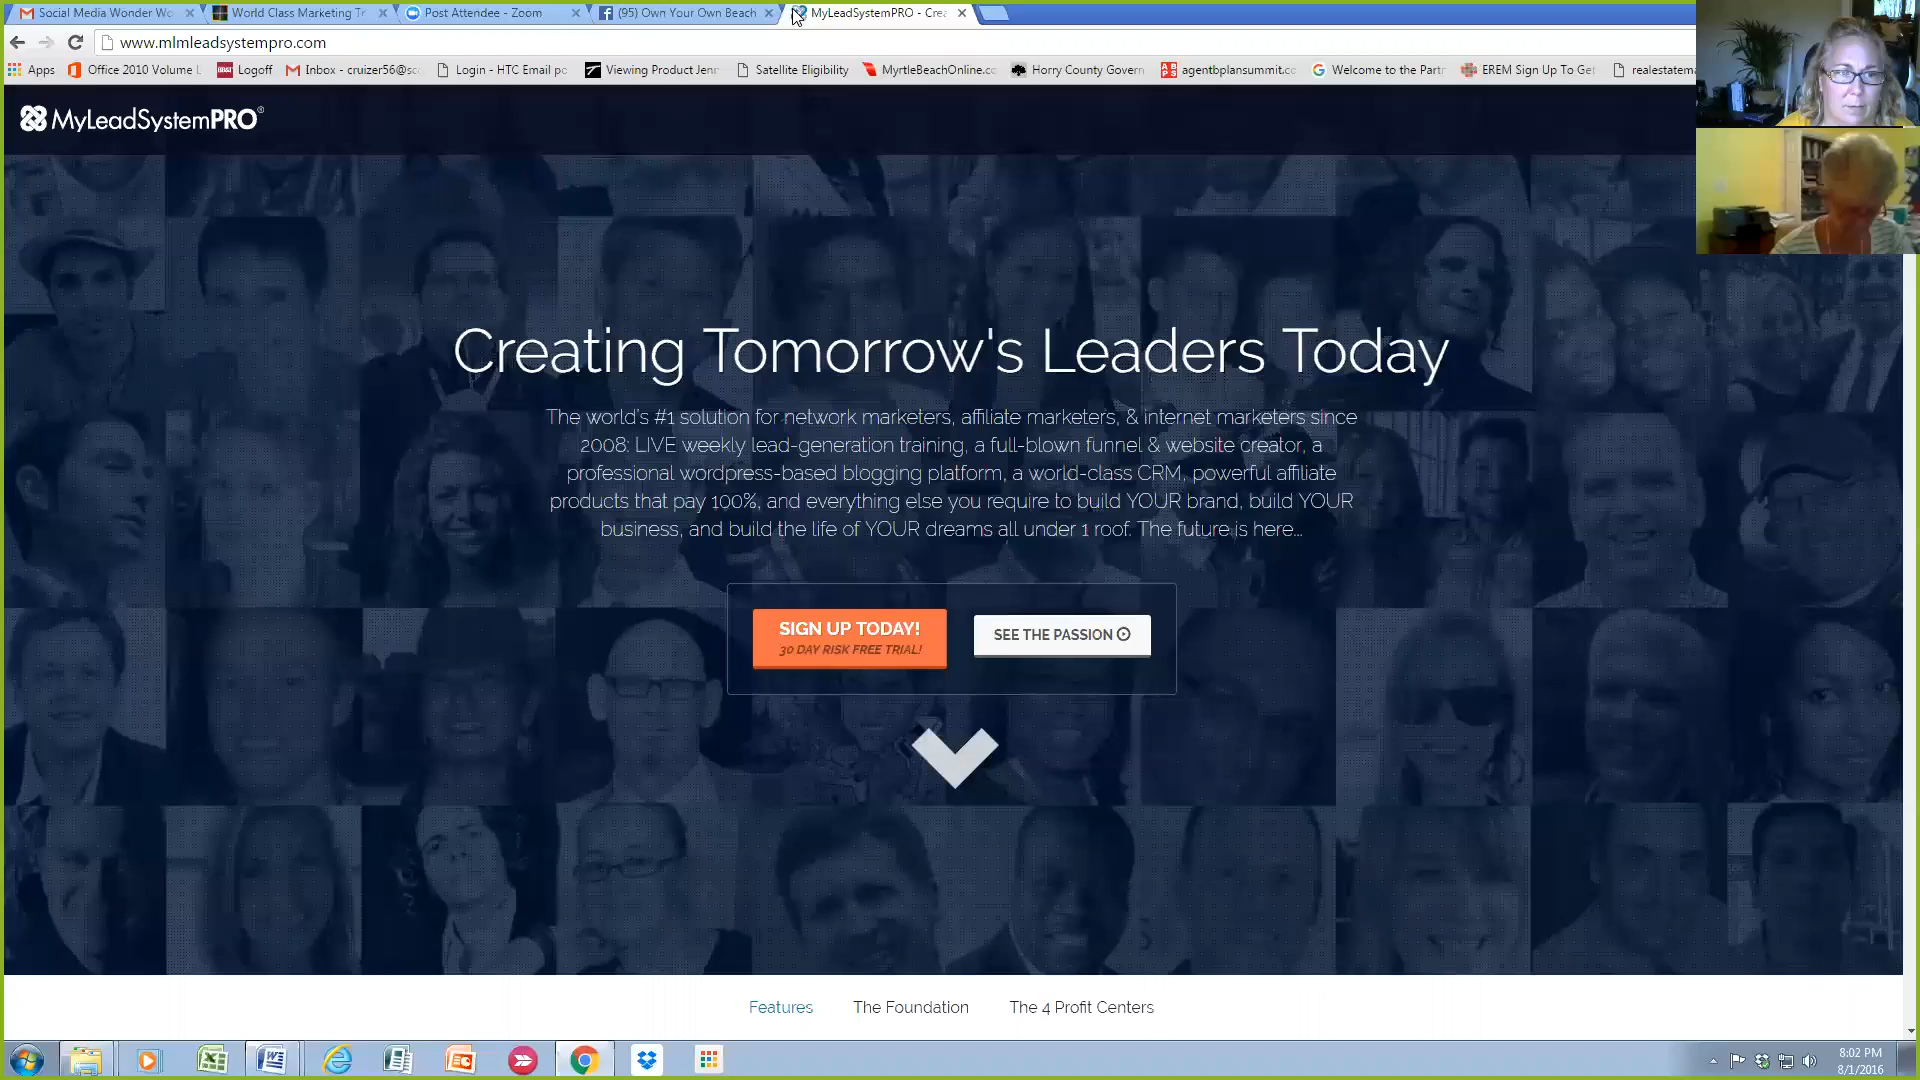 Social Media Wonder Wo
World Class Marketing Tr
Post Attendee - Zoom
(95) Own Your Own Beach
MyLeadSystemPRO - Crea
www.mlmleadsystempro.com
Apps
Office 2010 Volume L
Logoff
Inbox - cruizer56@sc
Login - HTC Email po
Viewing Product Jenn
Satellite Eligibility
MyrtleBeachOnline.co
Horry County Govern
agentbplansummit.co
Welcome to the Partn
EREM Sign Up To Get
realestatema
MyLeadSystemPRO®
Creating Tomorrow's Leaders Today
The world's #1 solution for network marketers, affiliate marketers, & internet marketers since
2008: LIVE weekly lead-generation training, a full-blown funnel & website creator, a
professional wordpress-based blogging platform, a world-class CRM, powerful affiliate
products that pay 100%, and everything else you require to build YOUR brand, build YOUR
business, and build the life of YOUR dreams all under 1 roof. The future is here...
SIGN UP TODAY!
30 DAY RISK FREE TRIAL!
SEE THE PASSION
Features
The Foundation
The 4 Profit Centers
8:02 PM
8/1/2016